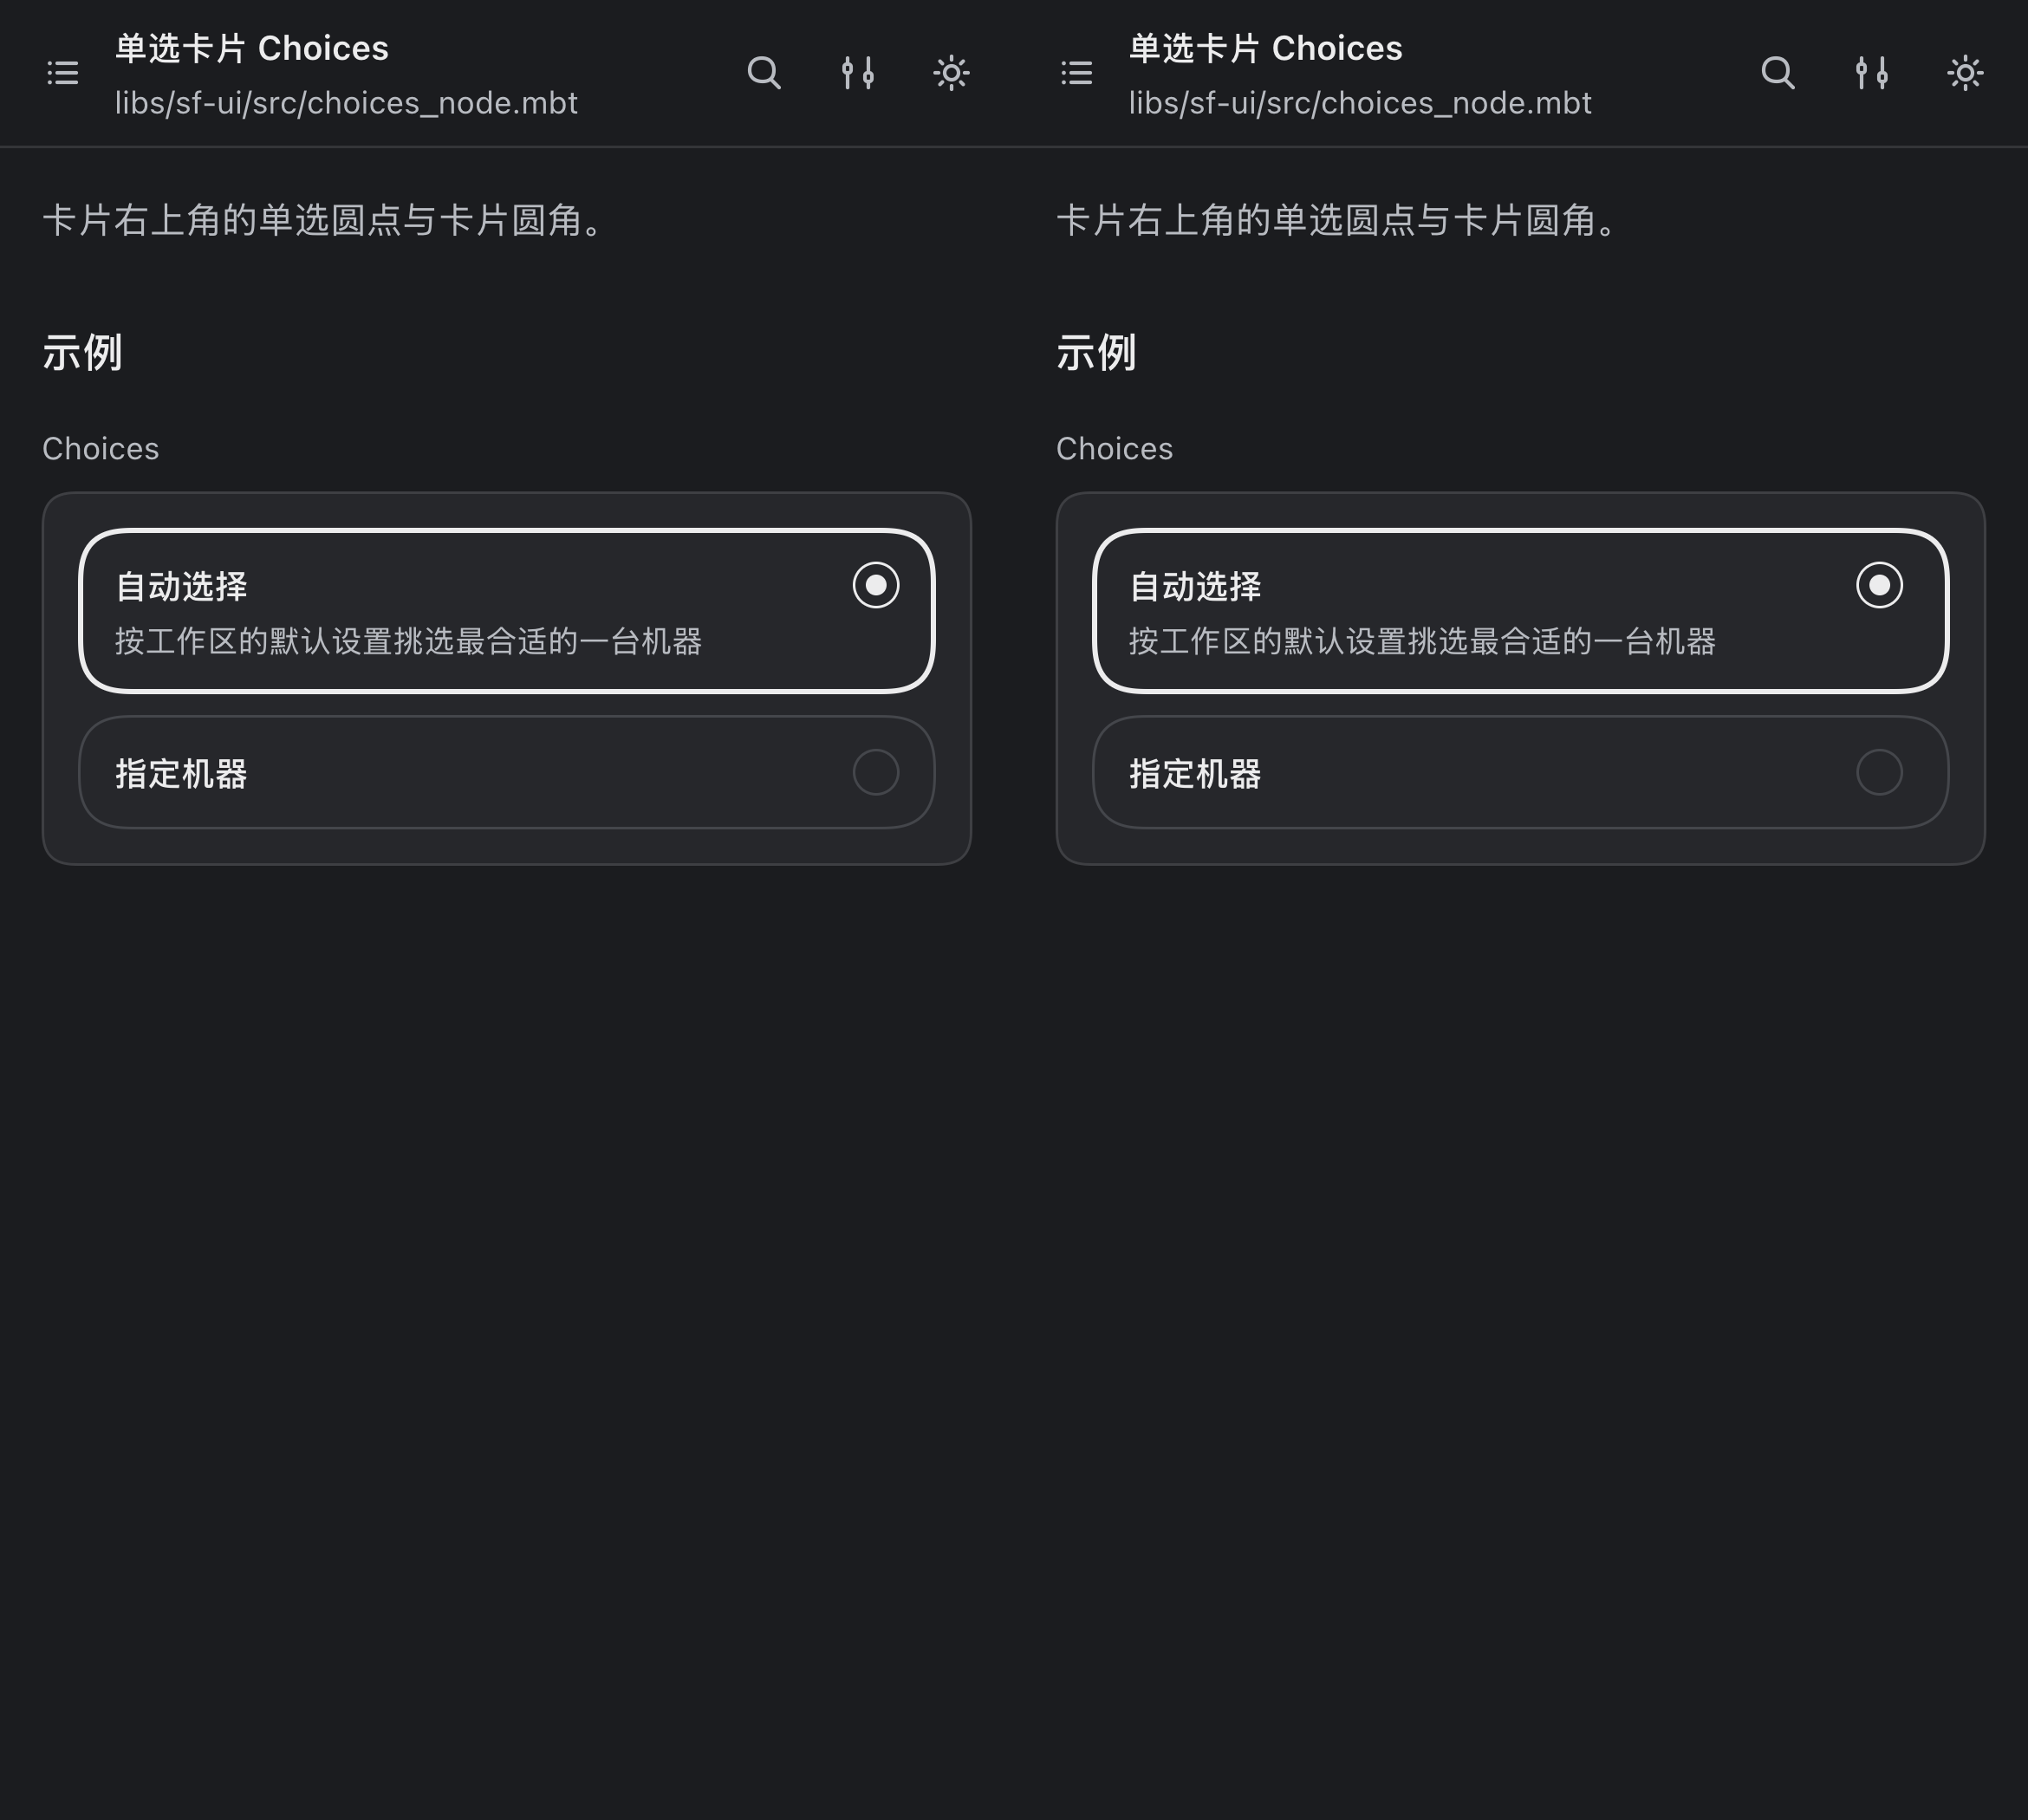 单选卡片 Choices
libs/sf-ui/src/choices_node.mbt
卡片右上角的单选圆点与卡片圆角。
示例
Choices
自动选择
按工作区的默认设置挑选最合适的一台机器
指定机器
单选卡片 Choices
libs/sf-ui/src/choices_node.mbt
卡片右上角的单选圆点与卡片圆角。
示例
Choices
自动选择
按工作区的默认设置挑选最合适的一台机器
指定机器